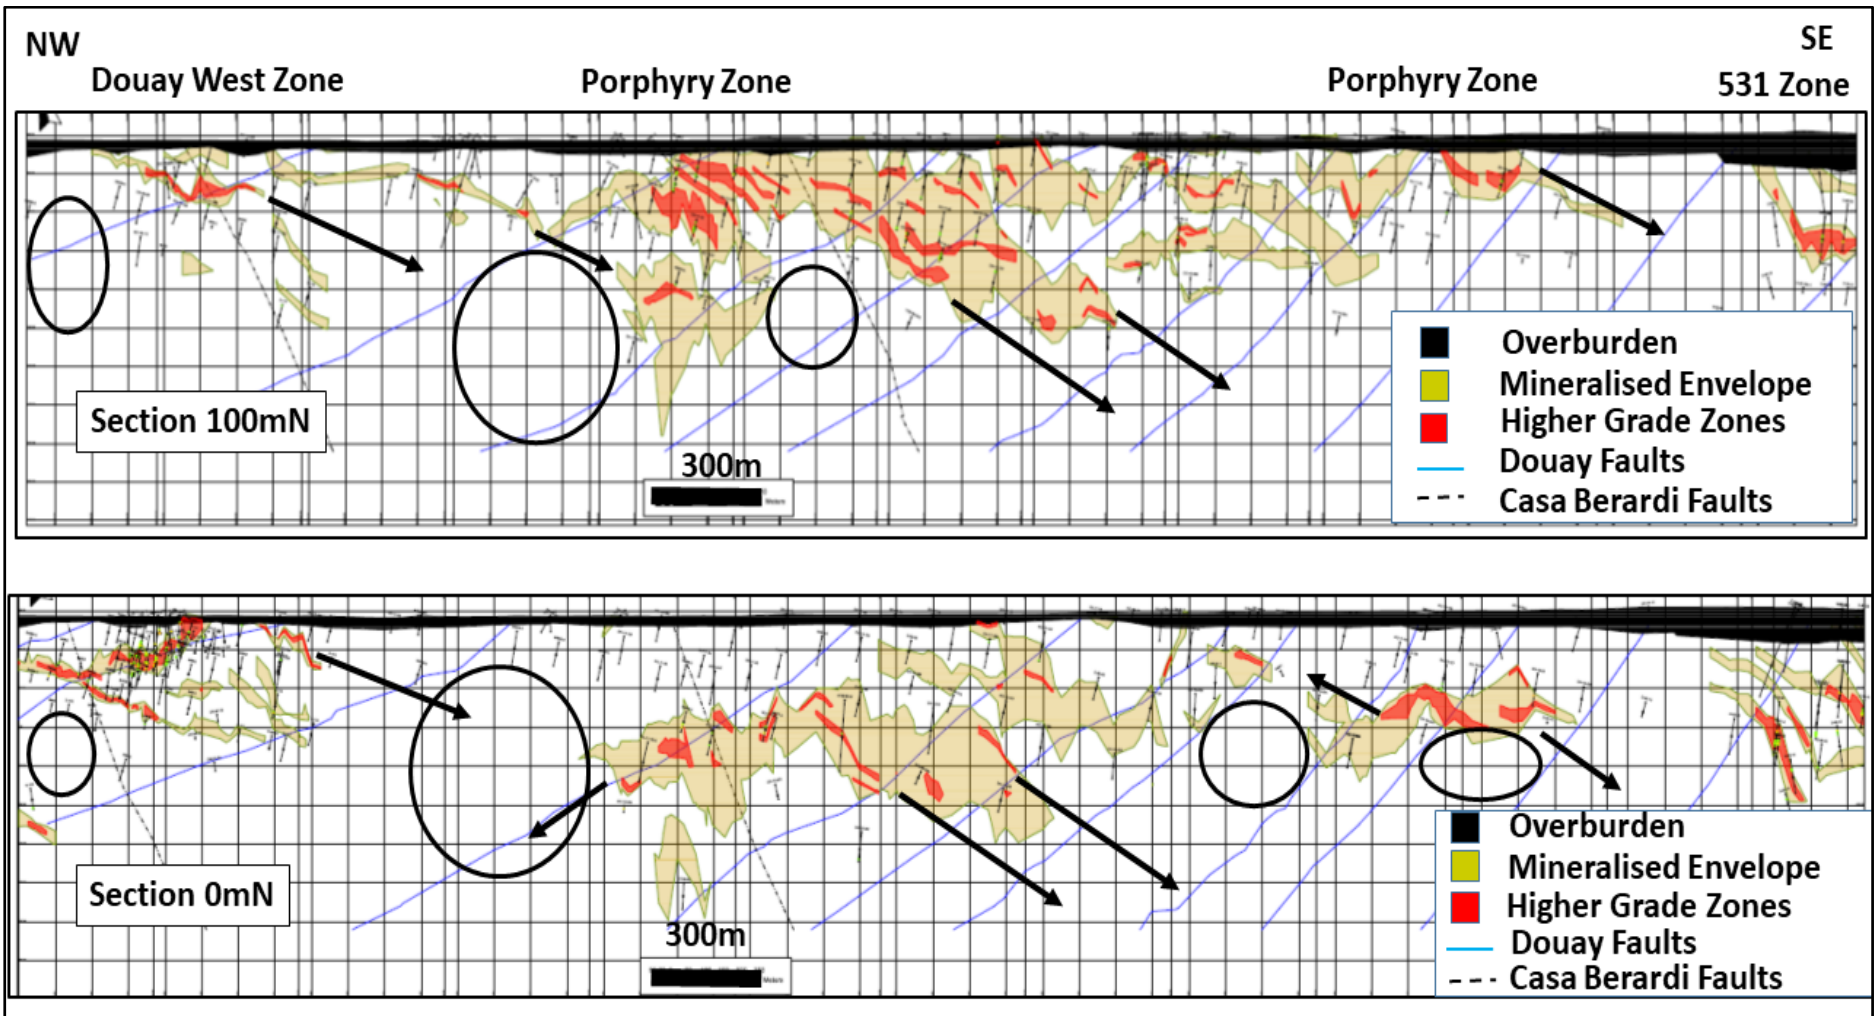 NW
SE
Douay West Zone
Porphyry Zone
Porphyry Zone
531 Zone
Section 100mN
300m
Overburden
Mineralised Envelope
Higher Grade Zones
Douay Faults
Casa Berardi Faults
Section 0mN
300m
Overburden
Mineralised Envelope
Higher Grade Zones
Douay Faults
Casa Berardi Faults